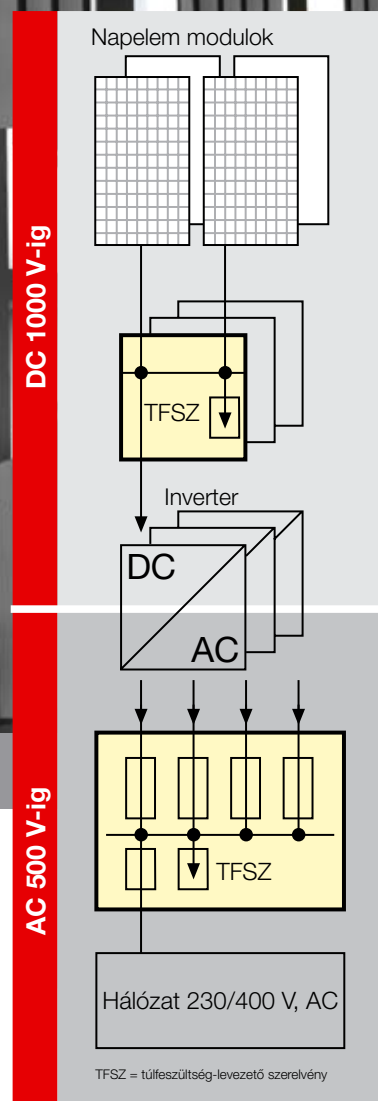 Napelem modulok
DC 1000 V-ig
TFSZ
Inverter
DC
AC
AC 500 V-ig
TFSZ
Hálózat 230/400 V, AC
TFSZ = túlfeszültség-levezető szerelvény